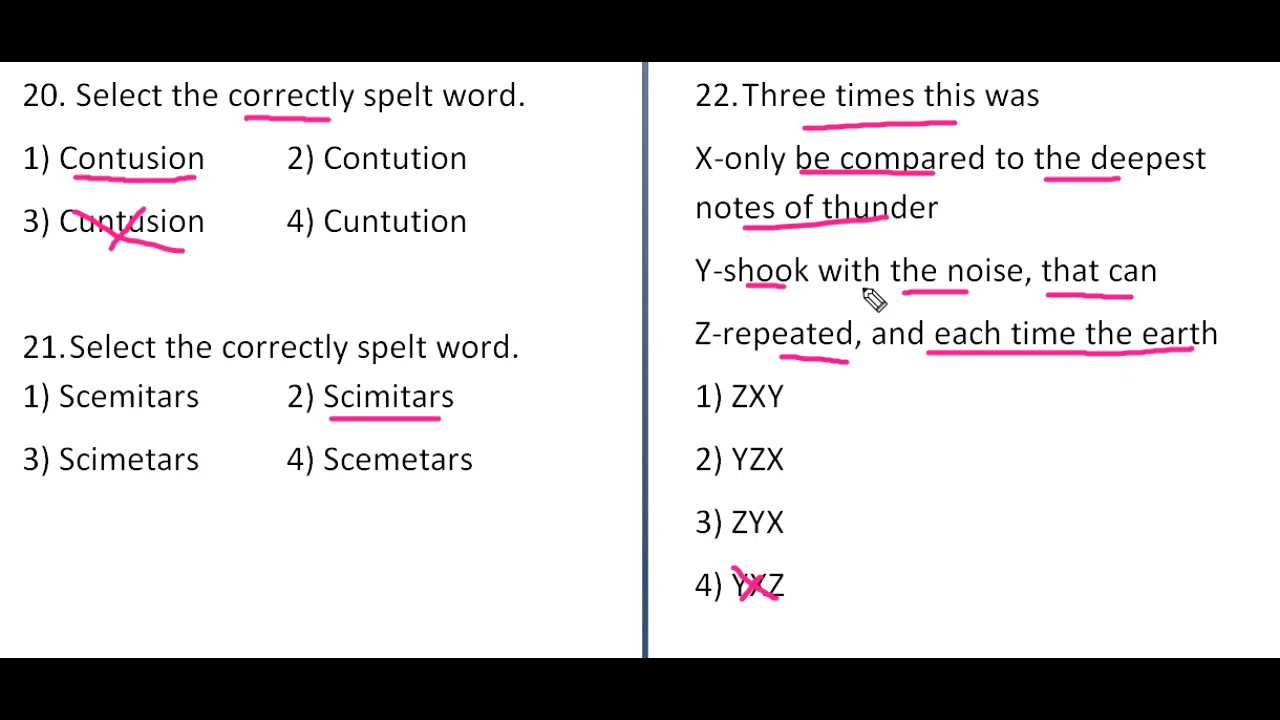 20. Select the correctly spelt word.
1) Contusion 2) Contution
3) Cuntusion 4) Cuntution
21. Select the correctly spelt word.
1) Scemitars 2) Scimitars
3) Scimetars 4) Scemetars
22. Three times this was
X-only be compared to the deepest
notes of thunder
Y-shook with the noise, that can
Z-repeated, and each time the earth
1) ZXY
2) YZX
3) ZYX
4) YXZ